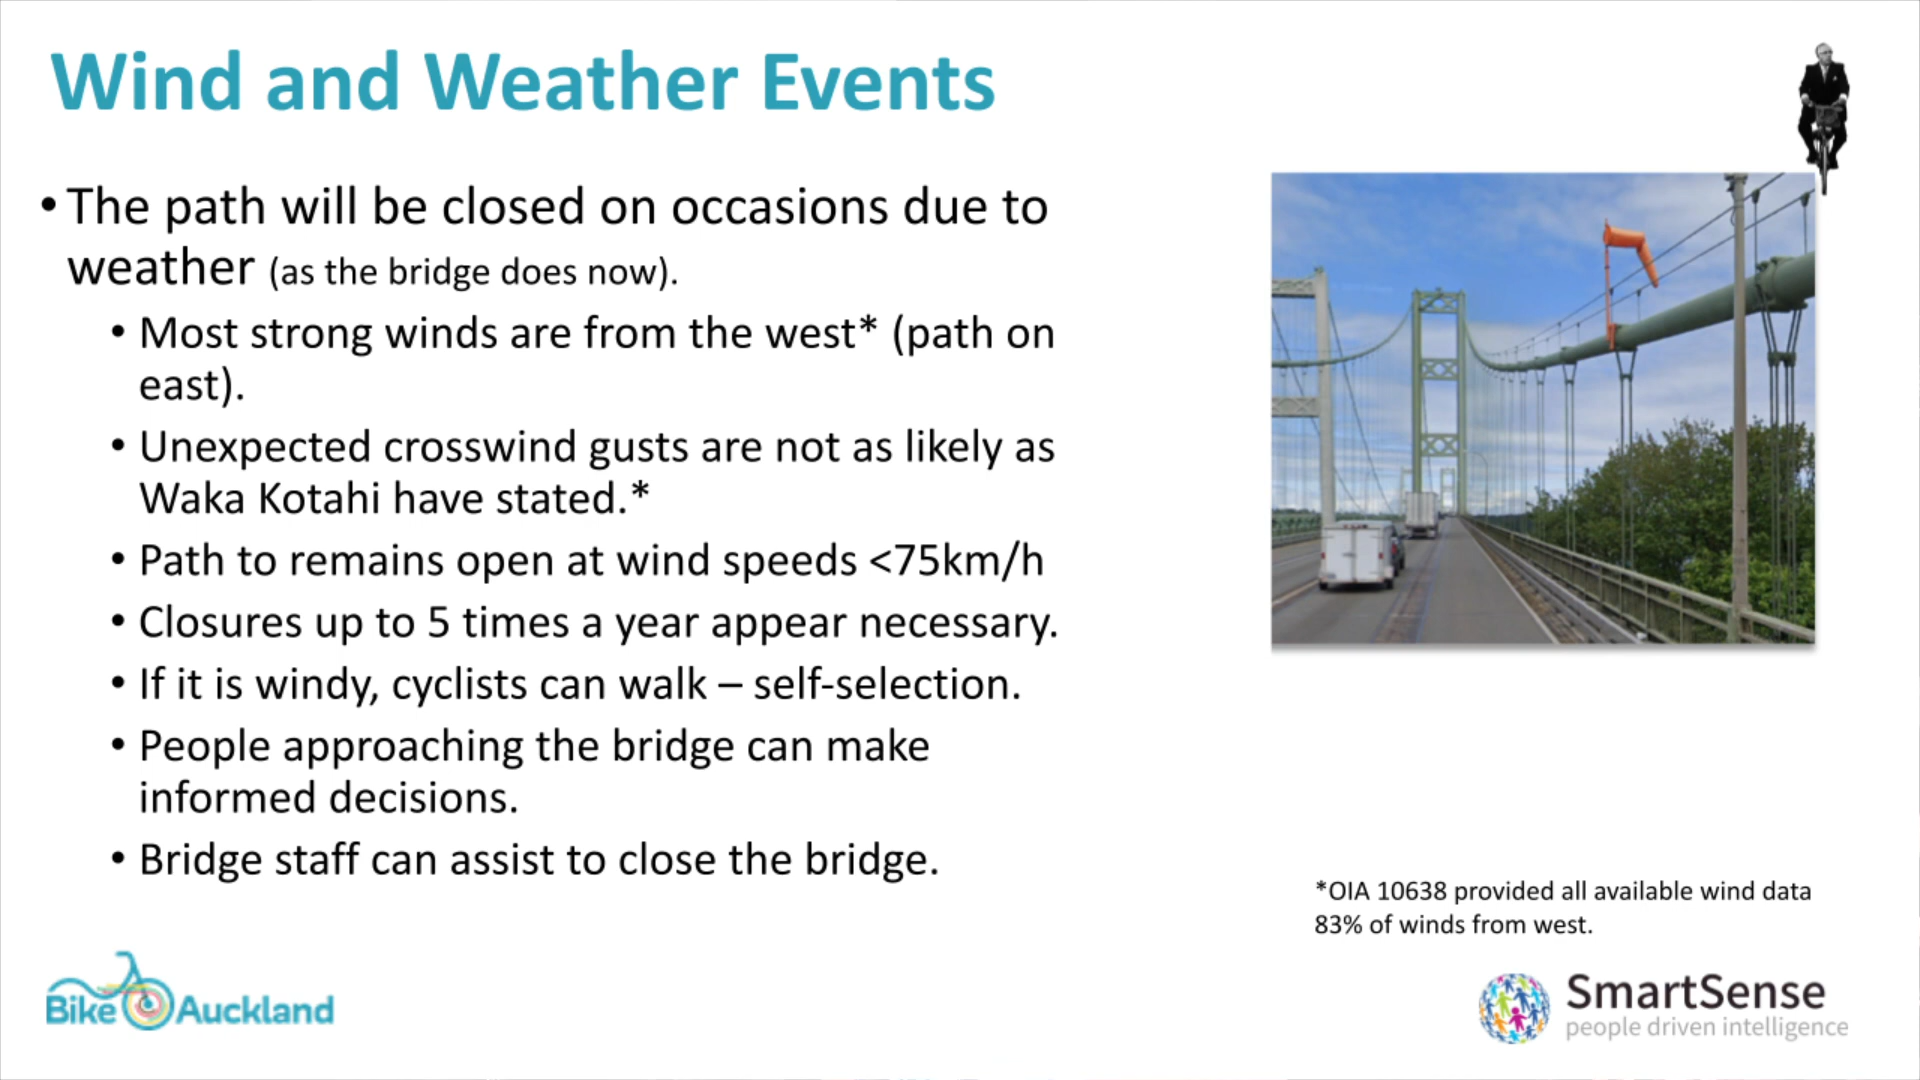 Wind and Weather Events
• The path will be closed on occasions due to
weather (as the bridge does now).
• Most strong winds are from the west* (path on
east).
• Unexpected crosswind gusts are not as likely as
Waka Kotahi have stated.*
• Path to remains open at wind speeds <75km/h
• Closures up to 5 times a year appear necessary.
• If it is windy, cyclists can walk – self-selection.
• People approaching the bridge can make
informed decisions.
• Bridge staff can assist to close the bridge.
*OIA 10638 provided all available wind data
83% of winds from west.
Bike Auckland
SmartSense
people driven intelligence